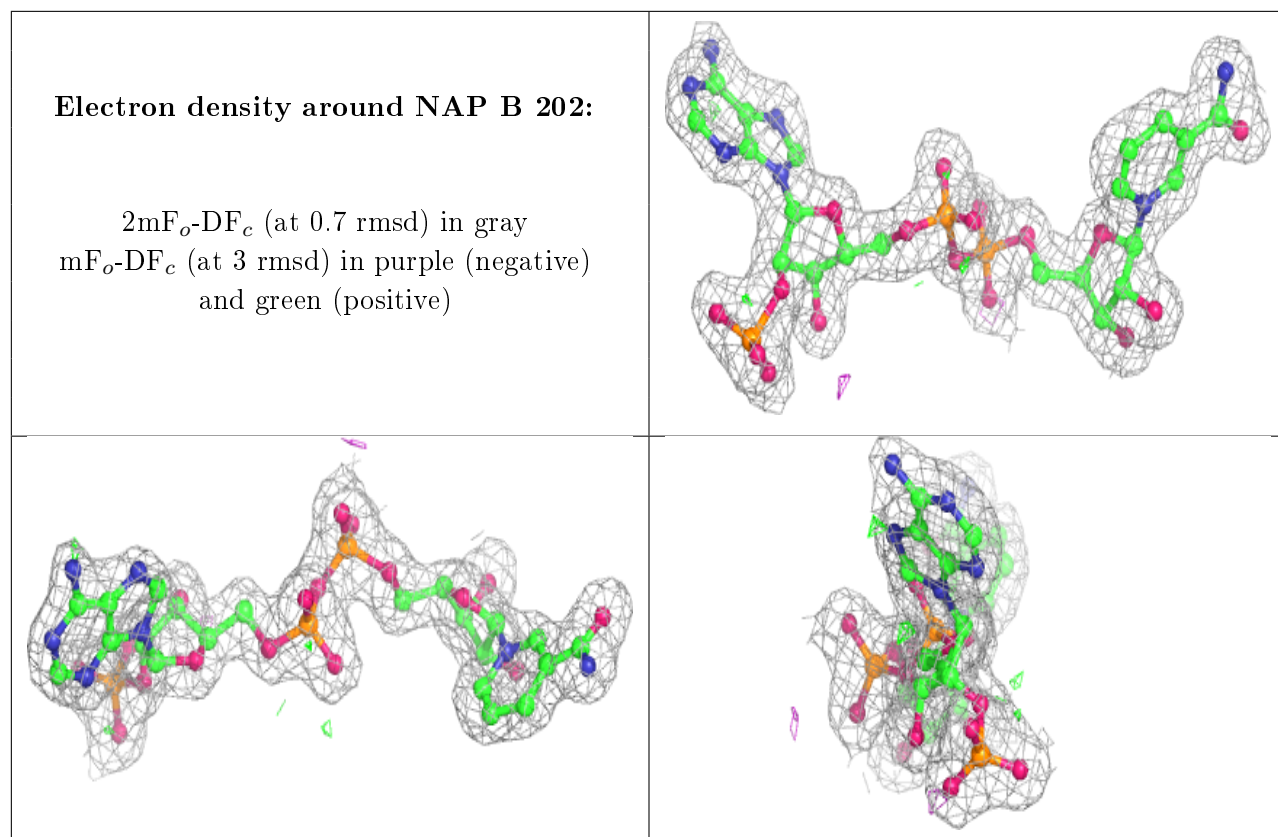 Electron density around NAP B 202:
2mFo-DFc (at 0.7 rmsd) in gray
mFo-DFc (at 3 rmsd) in purple (negative)
and green (positive)